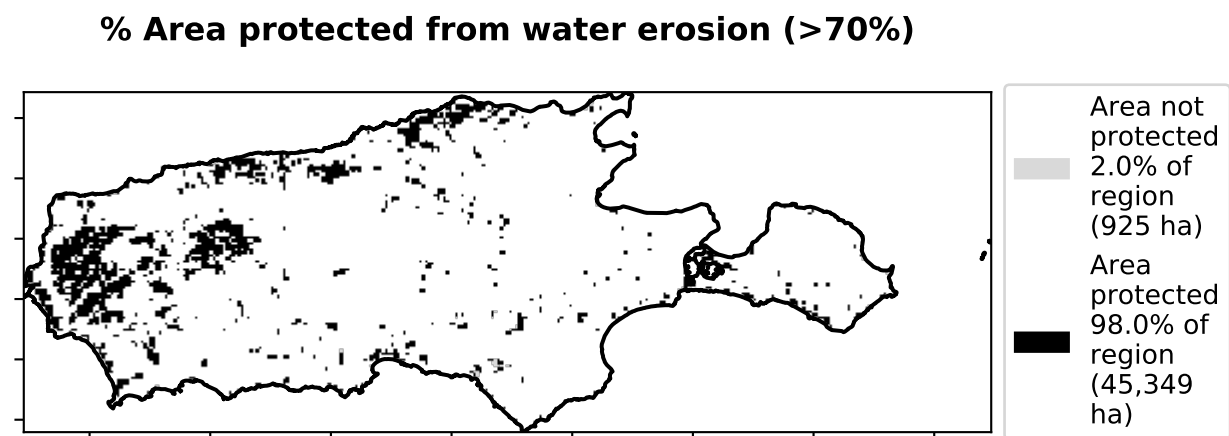 % Area protected from water erosion (>70%)
Area not
protected
2.0% of
region
(925 ha)
Area
protected
98.0% of
region
(45,349
ha)